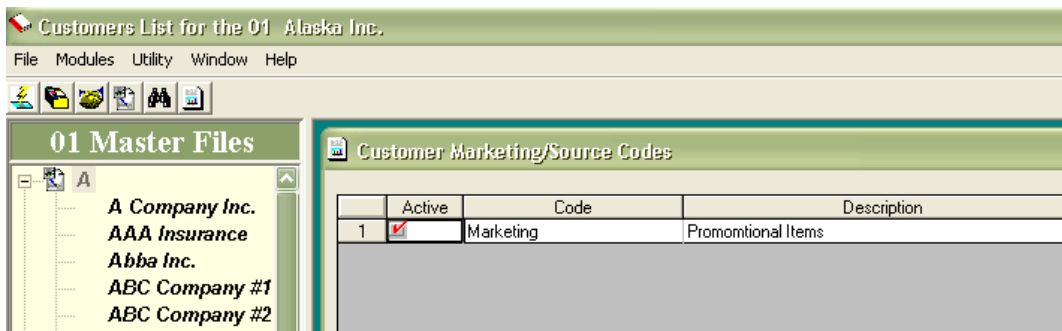 Customers List for the 01 Alaska Inc.
File Modules Utility Window Help
01 Master Files
A
A Company Inc.
AAA Insurance
Abba Inc.
ABC Company #1
ABC Company #2
Customer Marketing/Source Codes
Active Code Description
1 Marketing Promomtional Items